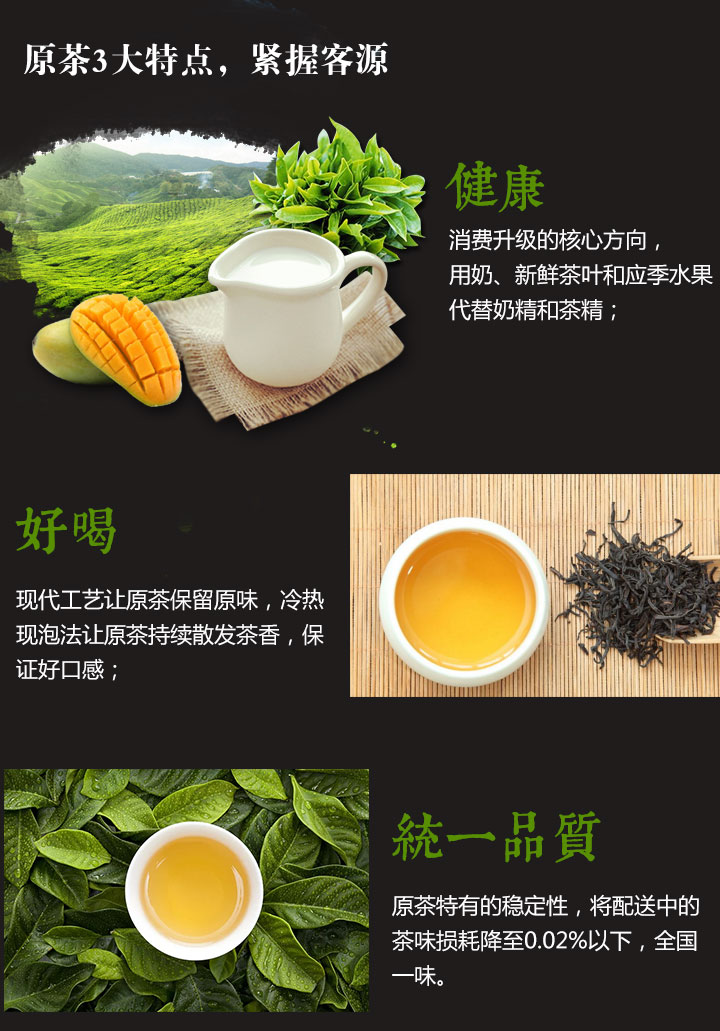 原茶3大特点，紧握客源
健康
消费升级的核心方向，
用奶、新鲜茶叶和应季水果
代替奶精和茶精；
好喝
现代工艺让原茶保留原味，冷热
现泡法让原茶持续散发茶香，保
证好口感；
統一品質
原茶特有的稳定性，将配送中的
茶味损耗降至0.02%以下，全国
一味。